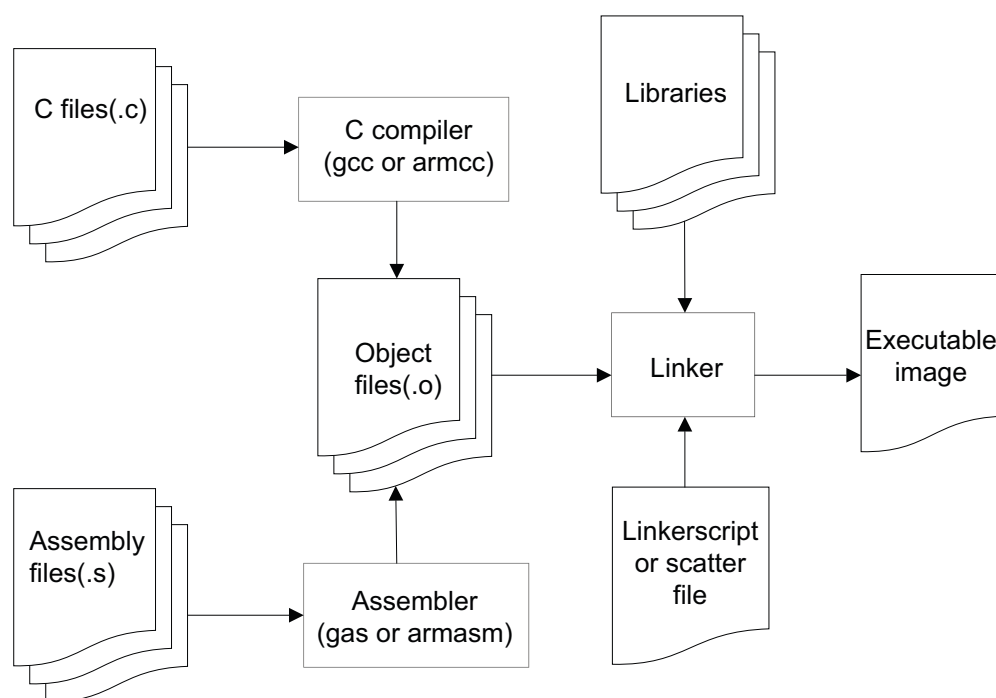 C files(.c)
C compiler
(gcc or armcc)
Libraries
Object
files(.o)
Linker
Executable
image
Assembly
files(.s)
Assembler
(gas or armasm)
Linkerscript
or scatter
file